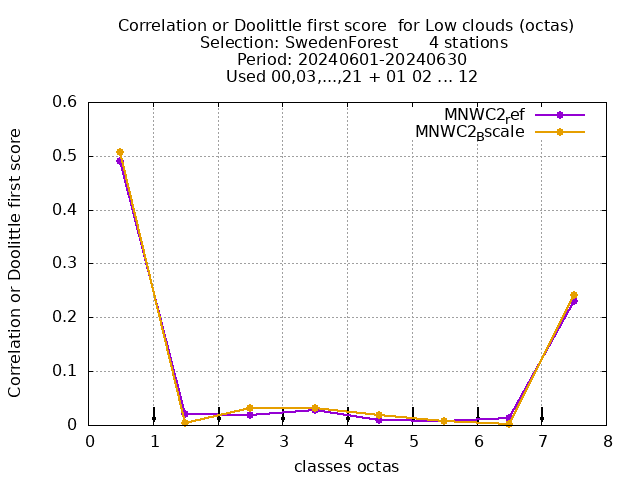 Correlation or Doolittle first score  for Low clouds (octas)
Selection: SwedenForest      4 stations
Period: 20240601-20240630
Used 00,03,...,21 + 01 02 ... 12
MNWC2ref
MNWC2Bscale
Correlation or Doolittle first score
0.6
0.5
0.4
0.3
0.2
0.1
0
0 1 2 3 4 5 6 7 8
classes octas